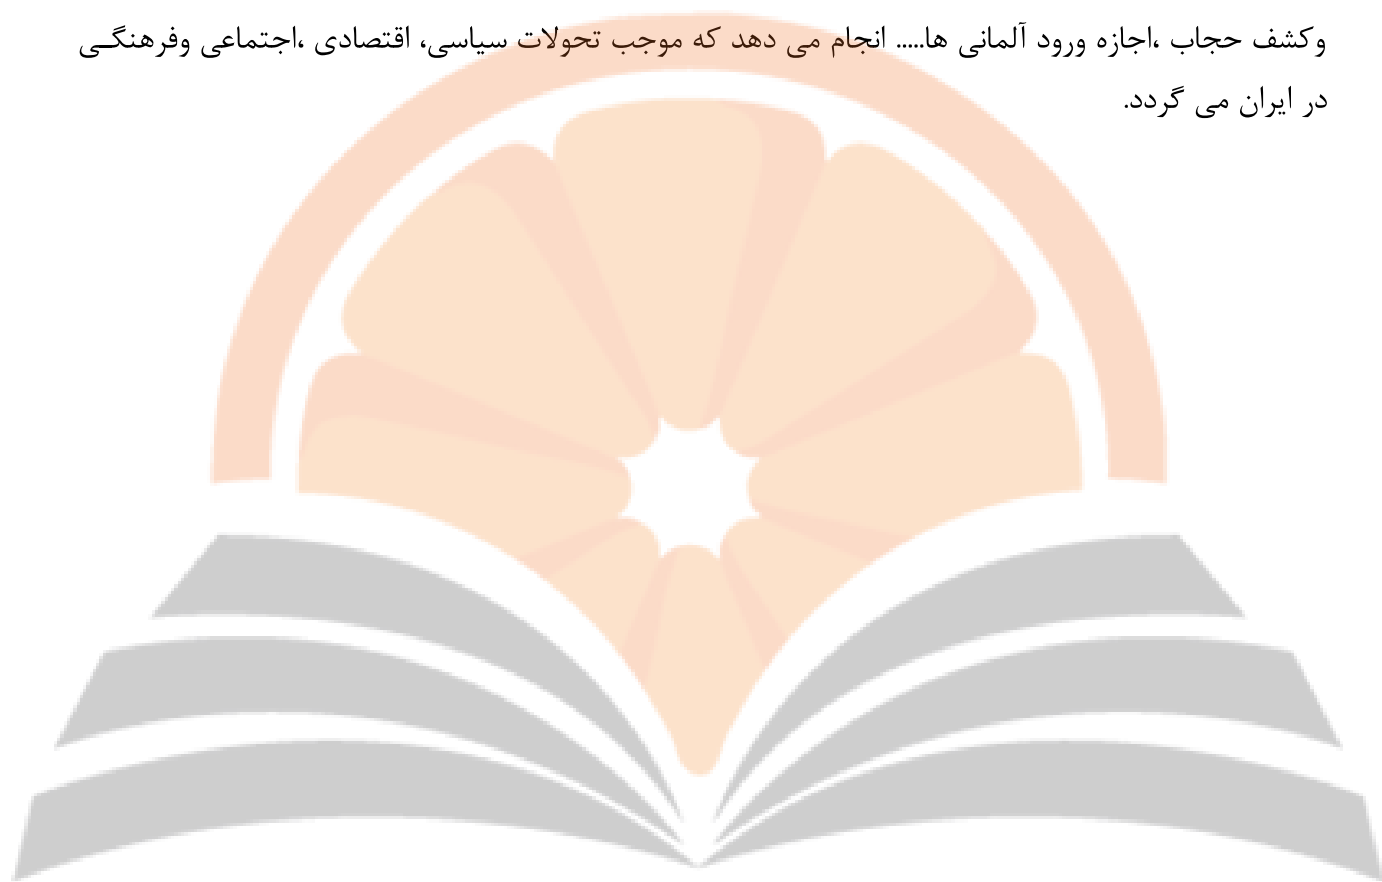 وکشف حجاب ،اجازه ورود آلمانی ها..... انجام می دهد که موجب تحولات سیاسی، اقتصادی ،اجتماعی وفرهنگی
در ایران می گردد.